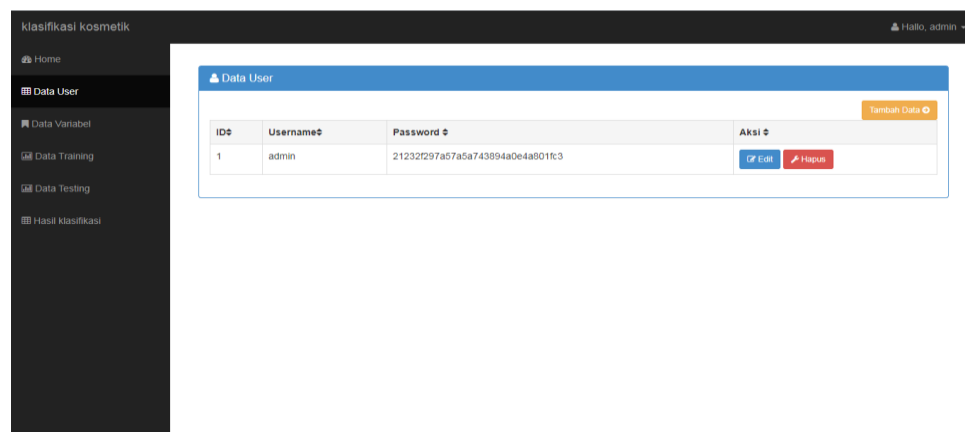 klasifikasi kosmetik
Hallo, admin
Home
Data User
Data Variabel
Data Training
Data Testing
Hasil klasifikasi
Data User
Tambah Data
ID Username Password Aksi
1 admin 21232f297a57a5a743894a0e4a801fc3 Edit Hapus